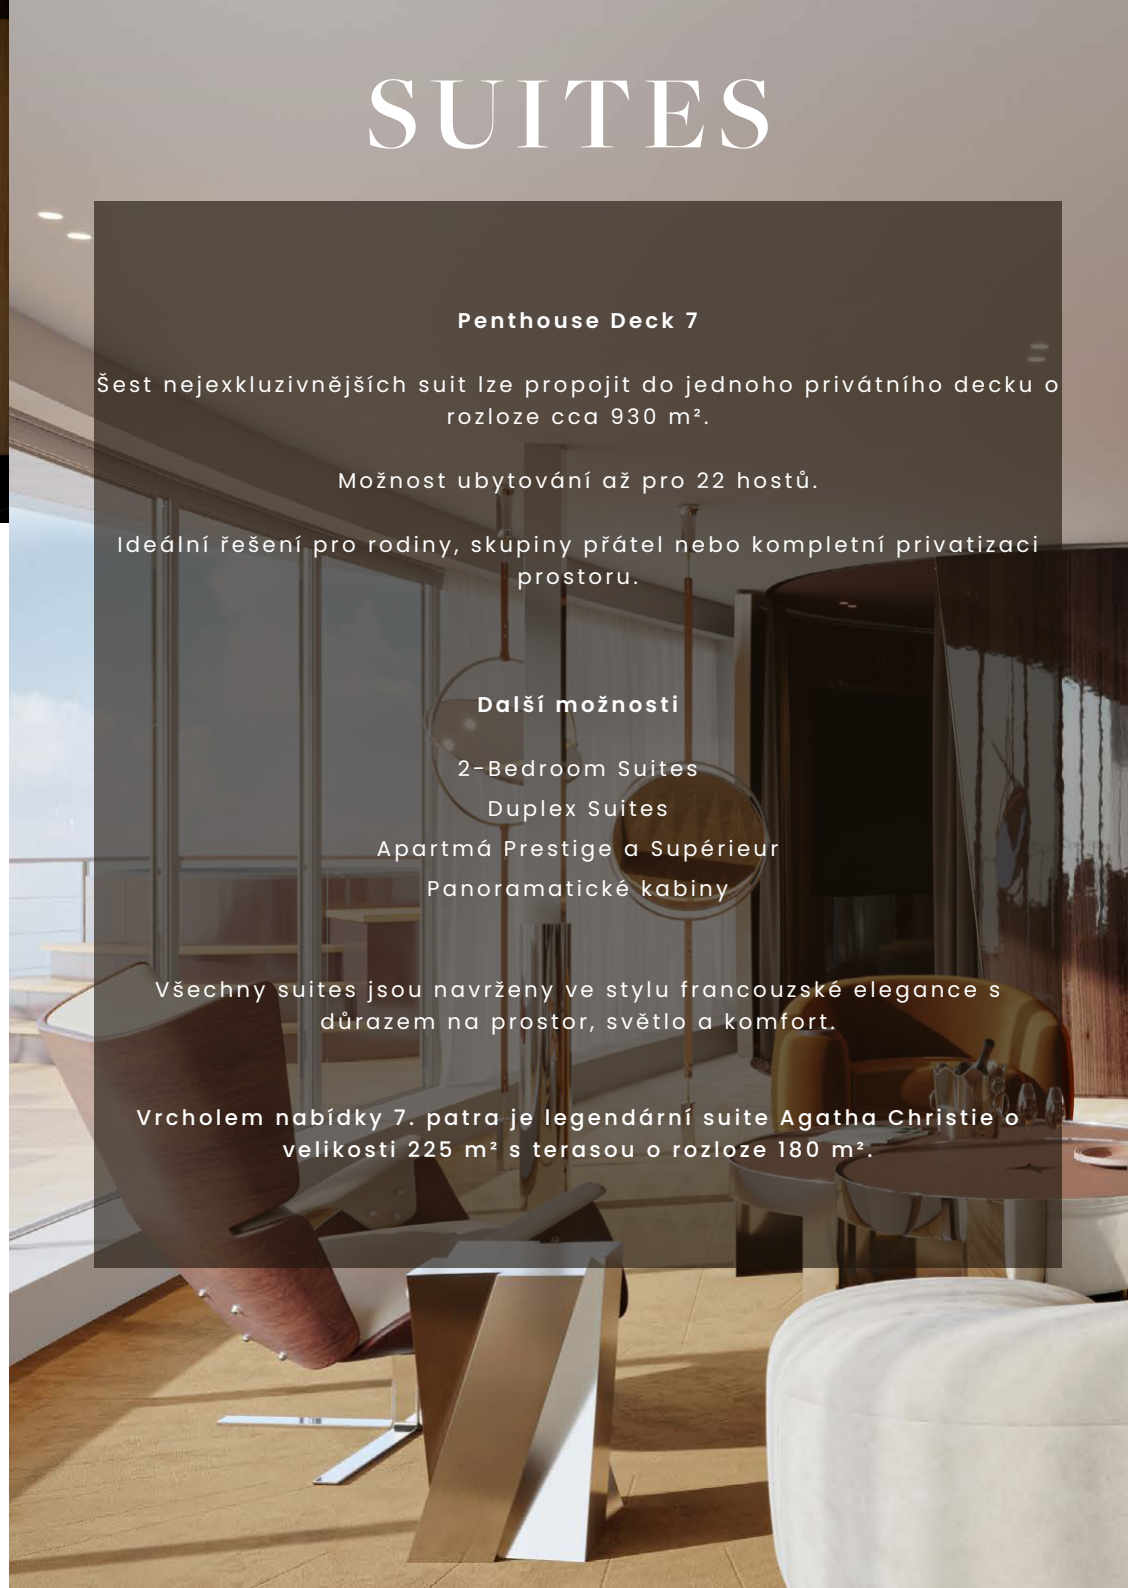 SUITES
Penthouse Deck 7
Šest nejexkluzivnějších suit lze propojit do jednoho privátního decku o
rozloze cca 930 m².
Možnost ubytování až pro 22 hostů.
Ideální řešení pro rodiny, skupiny přátel nebo kompletní privatizaci
prostoru.
Další možnosti
2-Bedroom Suites
Duplex Suites
Apartmá Prestige a Supérieur
Panoramatické kabiny
Všechny suites jsou navrženy ve stylu francouzské elegance s
důrazem na prostor, světlo a komfort.
Vrcholem nabídky 7. patra je legendární suite Agatha Christie o
velikosti 225 m² s terasou o rozloze 180 m².